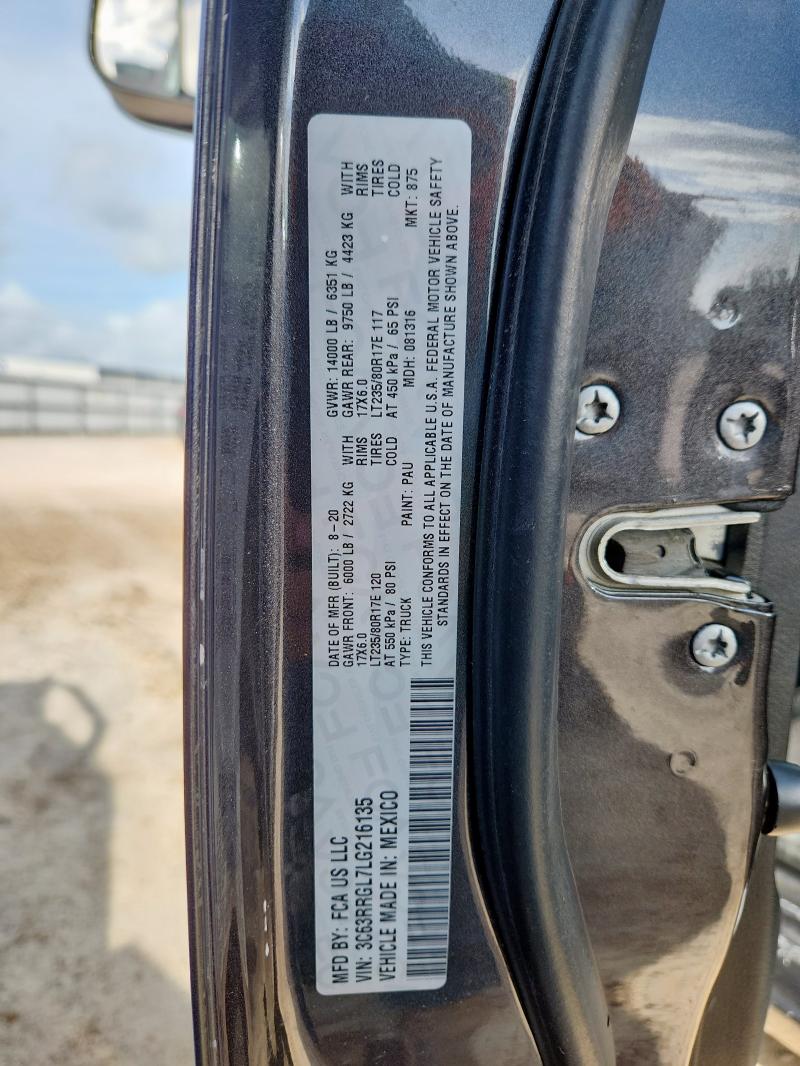 MFD BY: FCA US LLC
VIN: 3C63RRGL7LG216135
VEHICLE MADE IN: MEXICO
DATE OF MFR (BUILT): 8-20 GVWR: 14000 LB / 6351 KG
GAWR FRONT: 6000 LB / 2722 KG WITH GAWR REAR: 9750 LB / 4423 KG WITH
17X6.0 RIMS 17X6.0 RIMS
LT235/80R17E 120 TIRES LT235/80R17E 117 TIRES
AT 550 kPa / 80 PSI COLD AT 450 kPa / 65 PSI COLD
TYPE: TRUCK PAINT: PAU MDH: 081316 MKT: 875
THIS VEHICLE CONFORMS TO ALL APPLICABLE U.S.A. FEDERAL MOTOR VEHICLE SAFETY
STANDARDS IN EFFECT ON THE DATE OF MANUFACTURE SHOWN ABOVE.